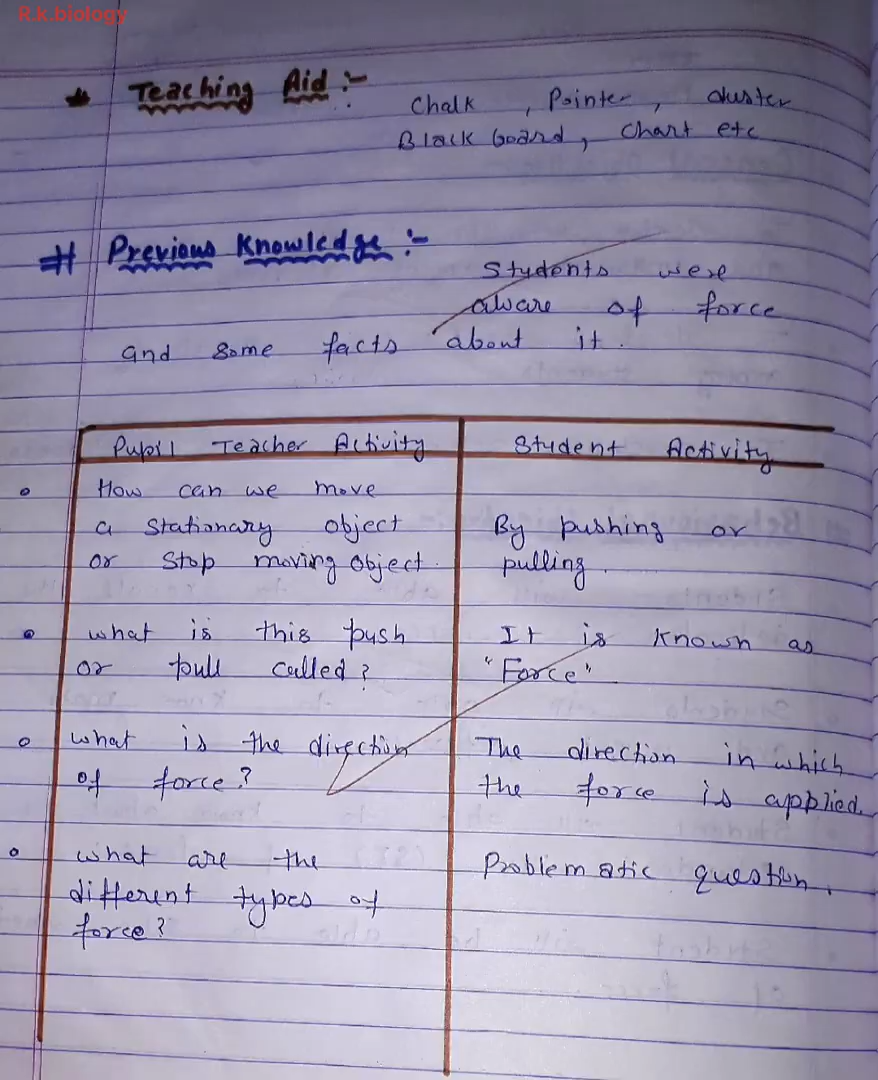 R.k.biology
* Teaching Aid :-
Chalk , Pointer , duster
Black board, Chart etc
# Previous Knowledge :-
Students were
aware of force
and some facts about it.
Pupil Teacher Activity Student Activity
How can we move
a stationary object By pushing or
or stop moving object. pulling.
what is this push It is known as
or pull called? "Force"
what is the direction The direction in which
of force? the force is applied.
what are the Problematic question.
different types of
force?